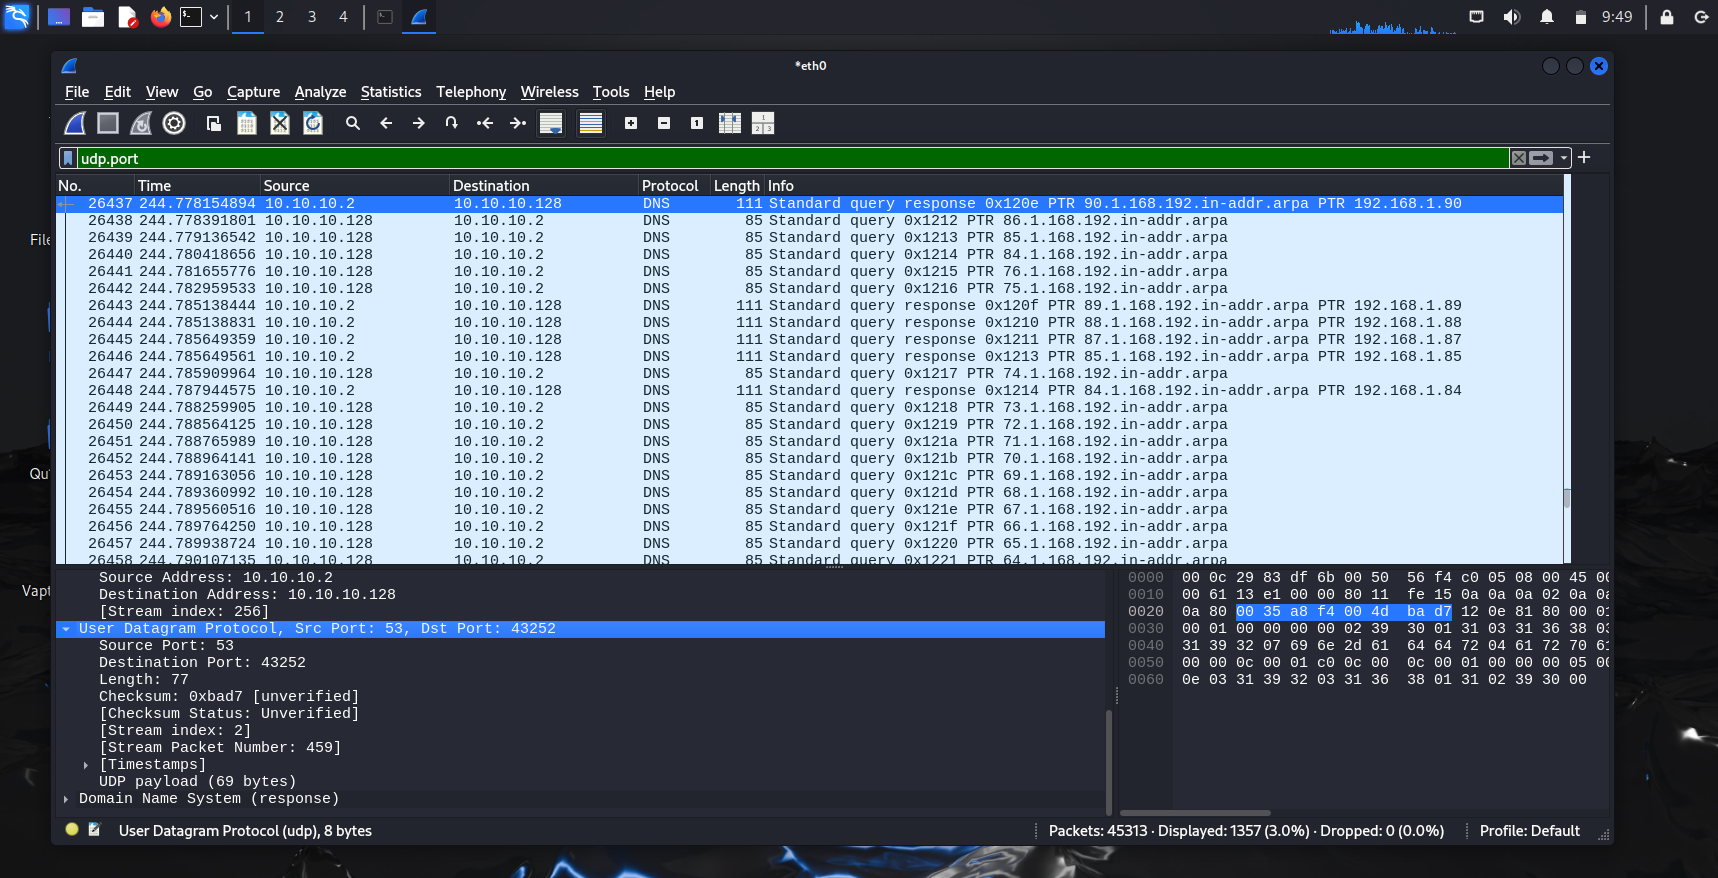 1 2 3 4 9:49
*eth0
File Edit View Go Capture Analyze Statistics Telephony Wireless Tools Help
udp.port
No. Time Source Destination Protocol Length Info
26437 244.778154894 10.10.10.2 10.10.10.128 DNS 111 Standard query response 0x120e PTR 90.1.168.192.in-addr.arpa PTR 192.168.1.90
26438 244.778391801 10.10.10.128 10.10.10.2 DNS 85 Standard query 0x1212 PTR 86.1.168.192.in-addr.arpa
26439 244.779136542 10.10.10.128 10.10.10.2 DNS 85 Standard query 0x1213 PTR 85.1.168.192.in-addr.arpa
26440 244.780418656 10.10.10.128 10.10.10.2 DNS 85 Standard query 0x1214 PTR 84.1.168.192.in-addr.arpa
26441 244.781655776 10.10.10.128 10.10.10.2 DNS 85 Standard query 0x1215 PTR 76.1.168.192.in-addr.arpa
26442 244.782959533 10.10.10.128 10.10.10.2 DNS 85 Standard query 0x1216 PTR 75.1.168.192.in-addr.arpa
26443 244.785138444 10.10.10.2 10.10.10.128 DNS 111 Standard query response 0x120f PTR 89.1.168.192.in-addr.arpa PTR 192.168.1.89
26444 244.785138831 10.10.10.2 10.10.10.128 DNS 111 Standard query response 0x1210 PTR 88.1.168.192.in-addr.arpa PTR 192.168.1.88
26445 244.785649359 10.10.10.2 10.10.10.128 DNS 111 Standard query response 0x1211 PTR 87.1.168.192.in-addr.arpa PTR 192.168.1.87
26446 244.785649561 10.10.10.2 10.10.10.128 DNS 111 Standard query response 0x1213 PTR 85.1.168.192.in-addr.arpa PTR 192.168.1.85
26447 244.785909964 10.10.10.128 10.10.10.2 DNS 85 Standard query 0x1217 PTR 74.1.168.192.in-addr.arpa
26448 244.787944575 10.10.10.2 10.10.10.128 DNS 111 Standard query response 0x1214 PTR 84.1.168.192.in-addr.arpa PTR 192.168.1.84
26449 244.788259905 10.10.10.128 10.10.10.2 DNS 85 Standard query 0x1218 PTR 73.1.168.192.in-addr.arpa
26450 244.788564125 10.10.10.128 10.10.10.2 DNS 85 Standard query 0x1219 PTR 72.1.168.192.in-addr.arpa
26451 244.788765989 10.10.10.128 10.10.10.2 DNS 85 Standard query 0x121a PTR 71.1.168.192.in-addr.arpa
26452 244.788964141 10.10.10.128 10.10.10.2 DNS 85 Standard query 0x121b PTR 70.1.168.192.in-addr.arpa
26453 244.789163056 10.10.10.128 10.10.10.2 DNS 85 Standard query 0x121c PTR 69.1.168.192.in-addr.arpa
26454 244.789360992 10.10.10.128 10.10.10.2 DNS 85 Standard query 0x121d PTR 68.1.168.192.in-addr.arpa
26455 244.789560516 10.10.10.128 10.10.10.2 DNS 85 Standard query 0x121e PTR 67.1.168.192.in-addr.arpa
26456 244.789764250 10.10.10.128 10.10.10.2 DNS 85 Standard query 0x121f PTR 66.1.168.192.in-addr.arpa
26457 244.789938724 10.10.10.128 10.10.10.2 DNS 85 Standard query 0x1220 PTR 65.1.168.192.in-addr.arpa
26458 244.790107135 10.10.10.128 10.10.10.2 DNS 85 Standard query 0x1221 PTR 64.1.168.192.in-addr.arpa
Source Address: 10.10.10.2
Destination Address: 10.10.10.128
[Stream index: 256]
User Datagram Protocol, Src Port: 53, Dst Port: 43252
Source Port: 53
Destination Port: 43252
Length: 77
Checksum: 0xbad7 [unverified]
[Checksum Status: Unverified]
[Stream index: 2]
[Stream Packet Number: 459]
[Timestamps]
UDP payload (69 bytes)
Domain Name System (response)
0000 00 0c 29 83 df 6b 00 50 56 f4 c0 05 08 00 45 00
0010 00 61 13 e1 00 00 80 11 fe 15 0a 0a 0a 02 0a 0a
0020 0a 80 00 35 a8 f4 00 4d ba d7 12 0e 81 80 00 01
0030 00 01 00 00 00 00 02 39 30 01 31 03 31 36 38 03
0040 31 39 32 07 69 6e 2d 61 64 64 72 04 61 72 70 61
0050 00 00 0c 00 01 c0 0c 00 0c 00 01 00 00 00 05 00
0060 0e 03 31 39 32 03 31 36 38 01 31 02 39 30 00
User Datagram Protocol (udp), 8 bytes
Packets: 45313 · Displayed: 1357 (3.0%) · Dropped: 0 (0.0%)
Profile: Default